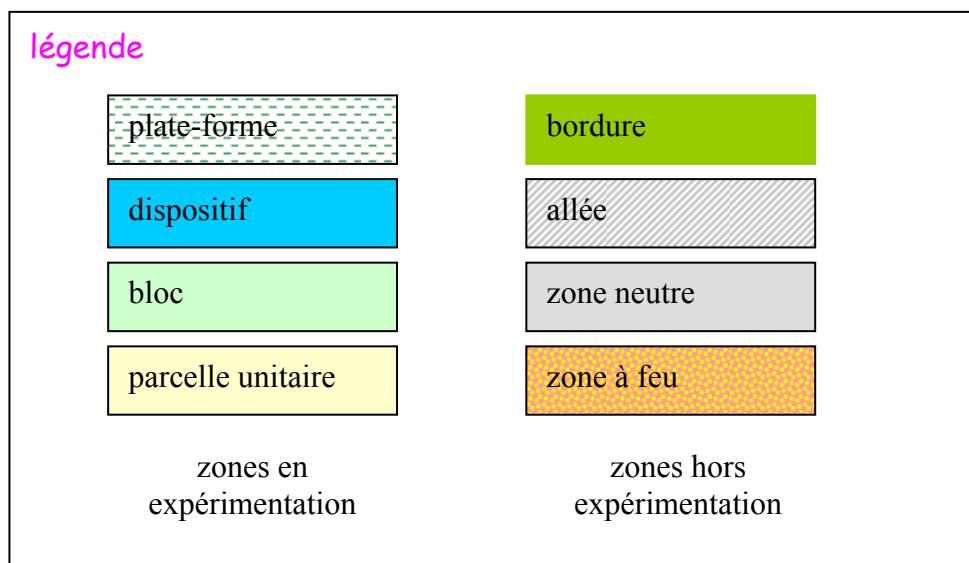 légende
plate-forme
dispositif
bloc
parcelle unitaire
zones en
expérimentation
bordure
allée
zone neutre
zone à feu
zones hors
expérimentation